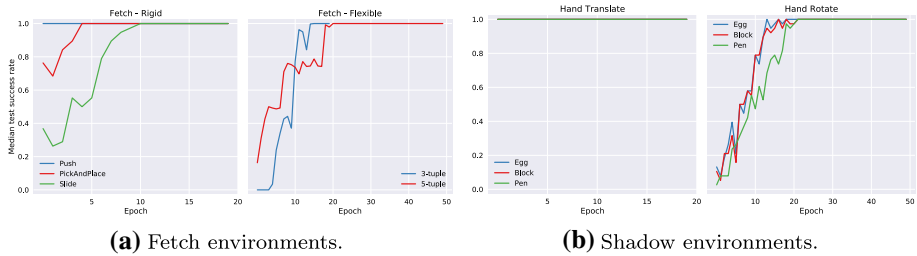 Fetch - Rigid
Fetch - Flexible
Hand Translate
Hand Rotate
Median test success rate
1.0
0.8
0.6
0.4
0.2
0.0
Push
PickAndPlace
Slide
5
10
15
20
Epoch
3-tuple
5-tuple
0
10
20
30
40
50
Epoch
1.0
0.8
0.6
0.4
0.2
0.0
Egg
Block
Pen
5
10
15
20
Epoch
Egg
Block
Pen
0
10
20
30
40
50
Epoch
(a) Fetch environments.
(b) Shadow environments.